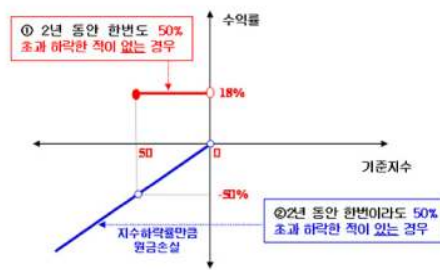 ① 2년 동안 한번도 50%
초과 하락한 적이 없는 경우
수익률
18%
50
0
기준지수
-50%
지수하락률만큼
원금손실
②2년 동안 한번이라도 50%
초과 하락한 적이 있는 경우